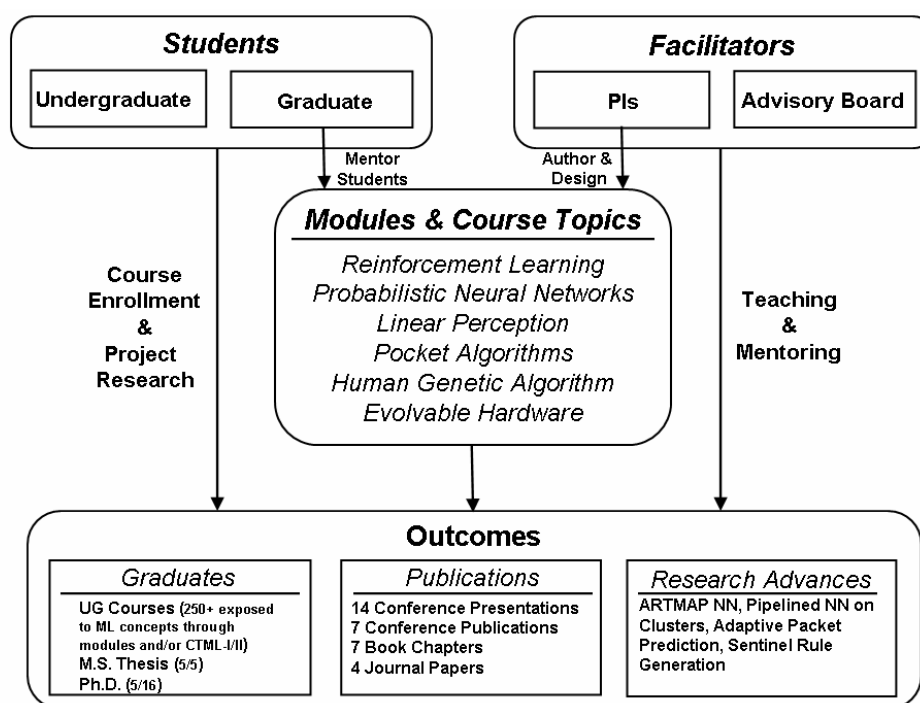 Students
Undergraduate
Graduate
Facilitators
PIs
Advisory Board
Mentor
Students
Author &
Design
Modules & Course Topics
Reinforcement Learning
Probabilistic Neural Networks
Linear Perception
Pocket Algorithms
Human Genetic Algorithm
Evolvable Hardware
Course
Enrollment
&
Project
Research
Teaching
&
Mentoring
Outcomes
Graduates
UG Courses (250+ exposed
to ML concepts through
modules and/or CTML-I/II)
M.S. Thesis (5/5)
Ph.D. (5/16)
Publications
14 Conference Presentations
7 Conference Publications
7 Book Chapters
4 Journal Papers
Research Advances
ARTMAP NN, Pipelined NN on
Clusters, Adaptive Packet
Prediction, Sentinel Rule
Generation